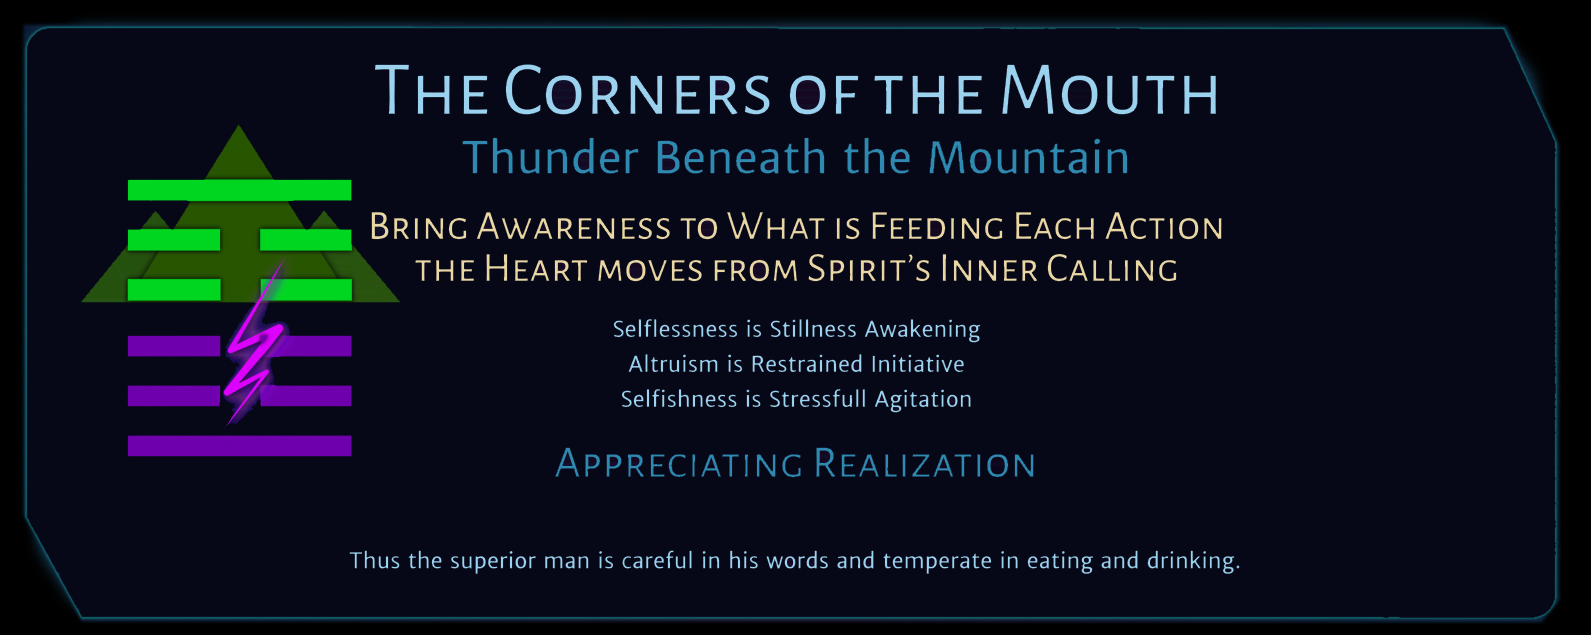 The Corners of the Mouth
Thunder Beneath the Mountain
Bring Awareness to What is Feeding Each Action
the Heart moves from Spirit’s Inner Calling
Selflessness is Stillness Awakening
Altruism is Restrained Initiative
Selfishness is Stressfull Agitation
Appreciating Realization
Thus the superior man is careful in his words and temperate in eating and drinking.